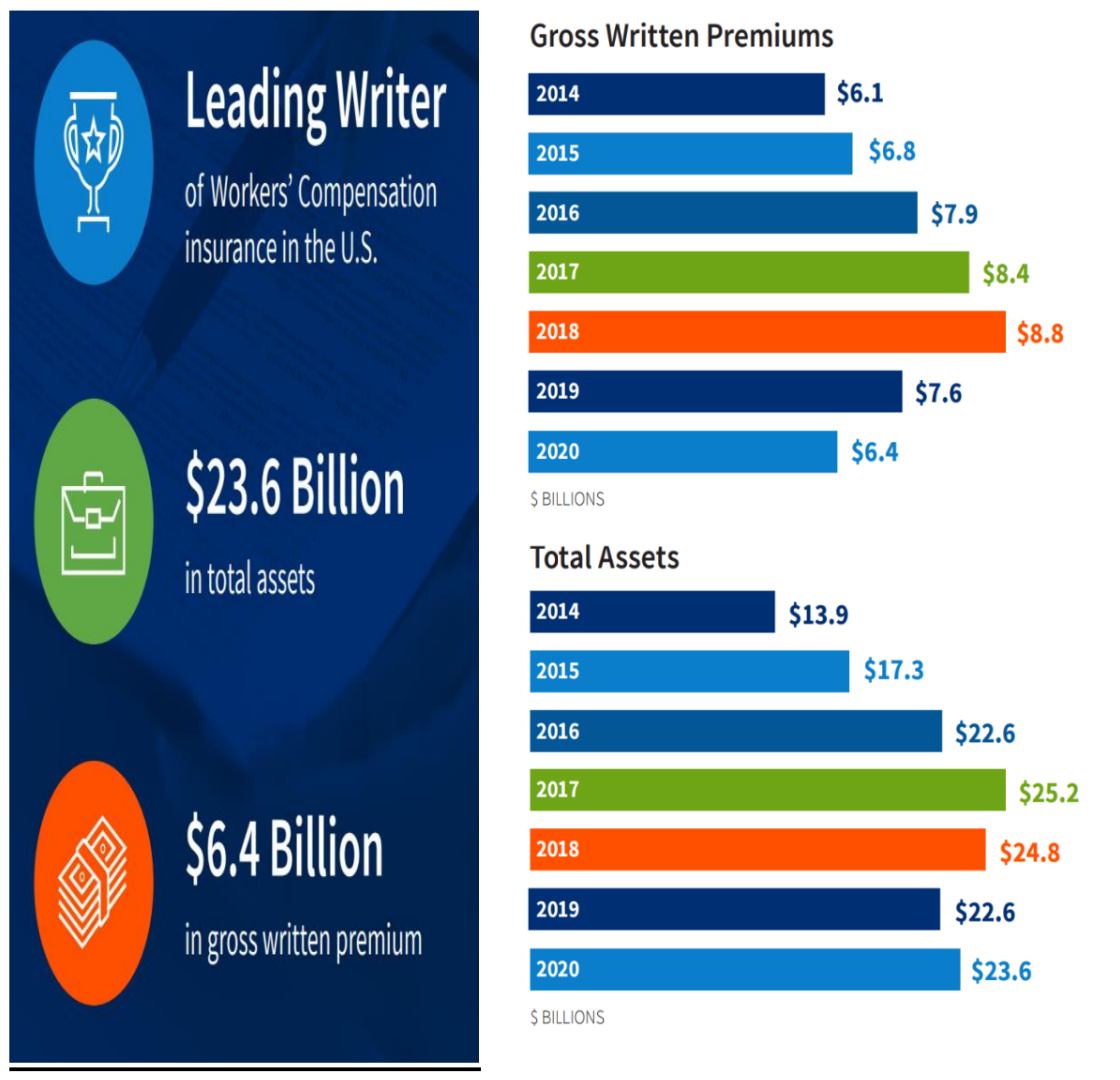 Leading Writer
of Workers' Compensation
insurance in the U.S.
$23.6 Billion
in total assets
$6.4 Billion
in gross written premium
Gross Written Premiums
2014 $6.1
2015 $6.8
2016 $7.9
2017 $8.4
2018 $8.8
2019 $7.6
2020 $6.4
$ BILLIONS
Total Assets
2014 $13.9
2015 $17.3
2016 $22.6
2017 $25.2
2018 $24.8
2019 $22.6
2020 $23.6
$ BILLIONS